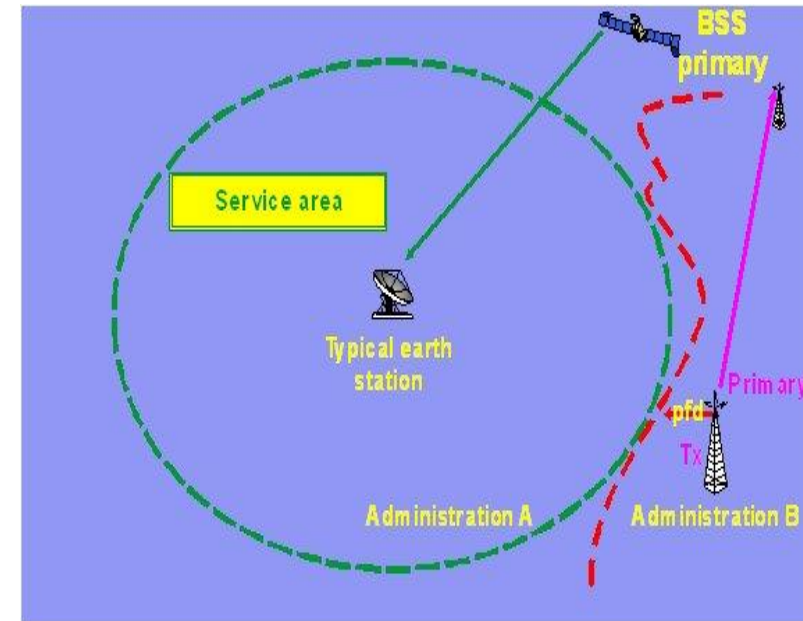 BSS
primary
Service area
Typical earth
station
Primary
pfd
Tx
Administration A
Administration B